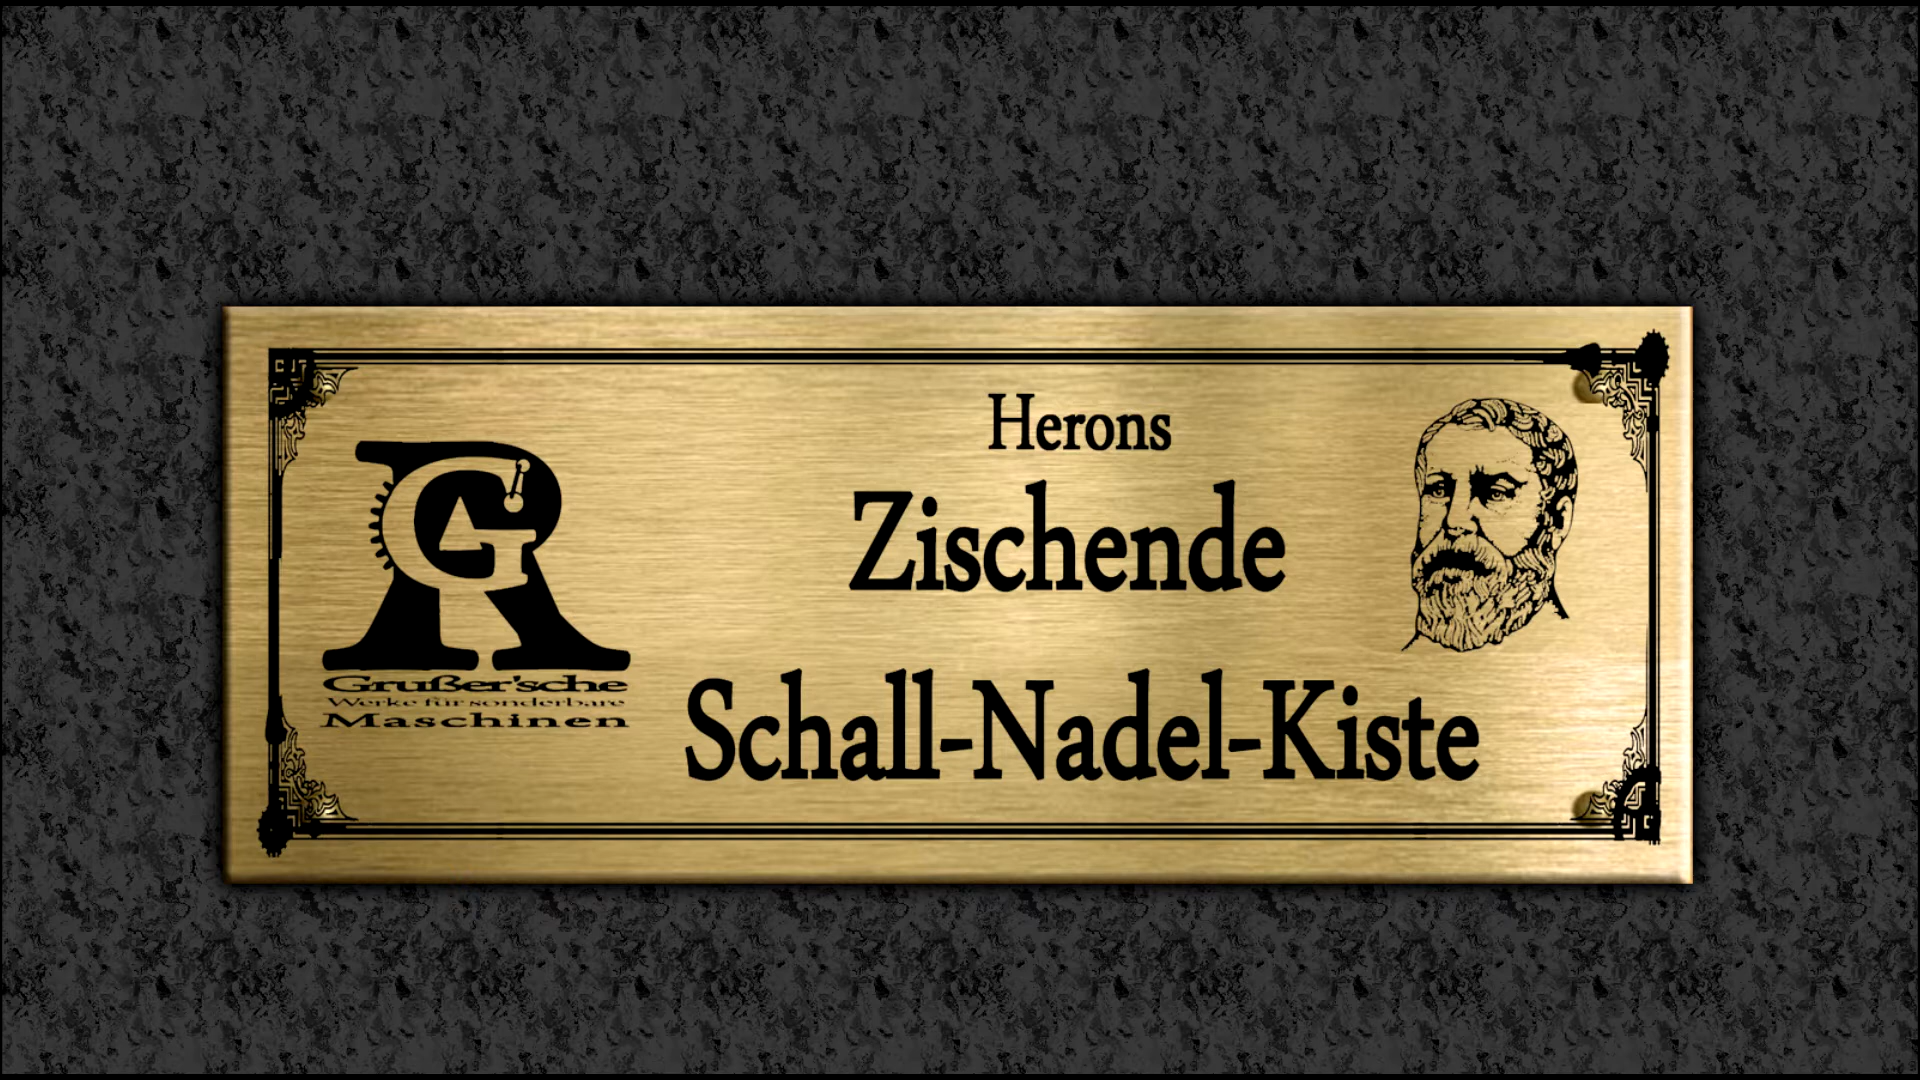 Herons
Zischende
Schall-Nadel-Kiste
Grußer'sche
Werke für sonderbare
Maschinen